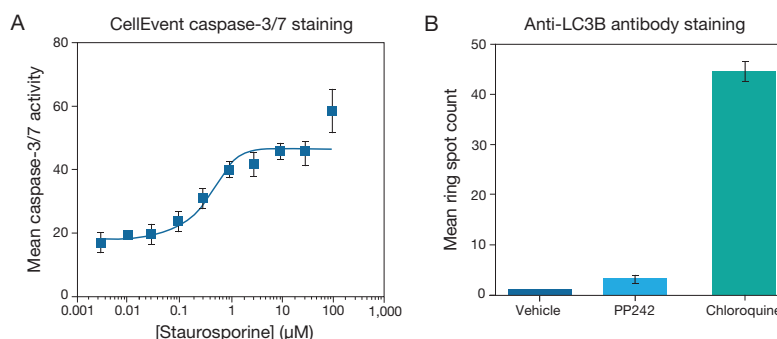 A
CellEvent caspase-3/7 staining
Mean caspase-3/7 activity
80
60
40
20
0
0.001
0.01
0.1
1
10
100
1,000
[Staurosporine] (µM)
B
Anti-LC3B antibody staining
Mean ring spot count
50
40
30
20
10
0
Vehicle
PP242
Chloroquine